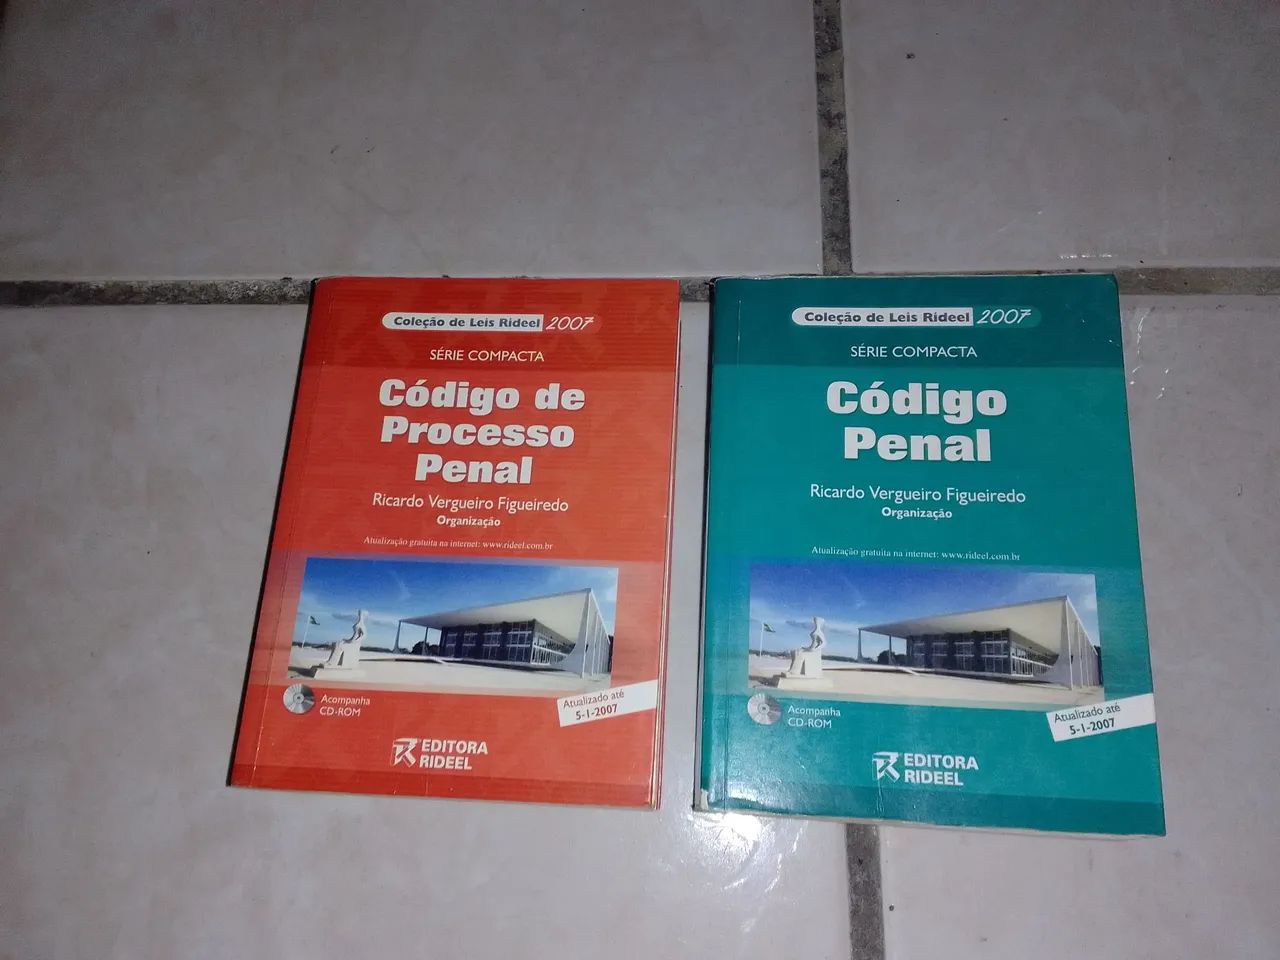 Coleção de Leis Rideel 2007
SÉRIE COMPACTA
Código de
Processo
Penal
Ricardo Vergueiro Figueiredo
Organização
Atualização gratuita na internet: www.rideel.com.br
Acompanha
CD-ROM
Atualizado até
5-1-2007
EDITORA
RIDEEL
Coleção de Leis Rideel 2007
SÉRIE COMPACTA
Código
Penal
Ricardo Vergueiro Figueiredo
Organização
Atualização gratuita na internet: www.rideel.com.br
Acompanha
CD-ROM
Atualizado até
5-1-2007
EDITORA
RIDEEL